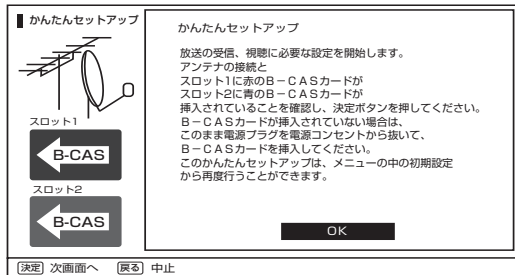 かんたんセットアップ
スロット1
B-CAS
スロット2
B-CAS
かんたんセットアップ
放送の受信、視聴に必要な設定を開始します。
アンテナの接続と
スロット1に赤のB−CASカードが
スロット2に青のB−CASカードが
挿入されていることを確認し、決定ボタンを押してください。
B−CASカードが挿入されていない場合は、
このまま電源プラグを電源コンセントから抜いて、
B−CASカードを挿入してください。
このかんたんセットアップは、メニューの中の初期設定
から再度行うことができます。
OK
決定 次画面へ 戻る 中止